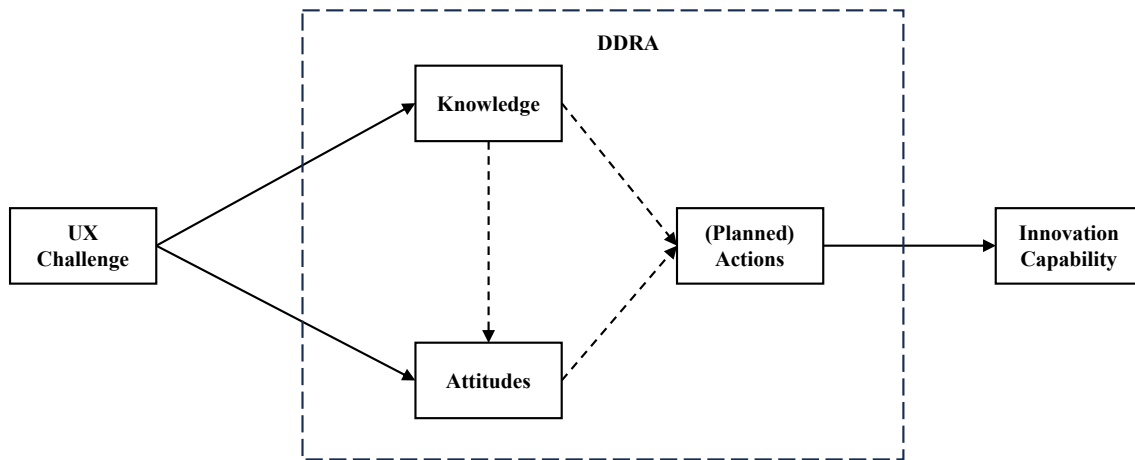 DDRA
Knowledge
UX
Challenge
(Planned)
Actions
Innovation
Capability
Attitudes